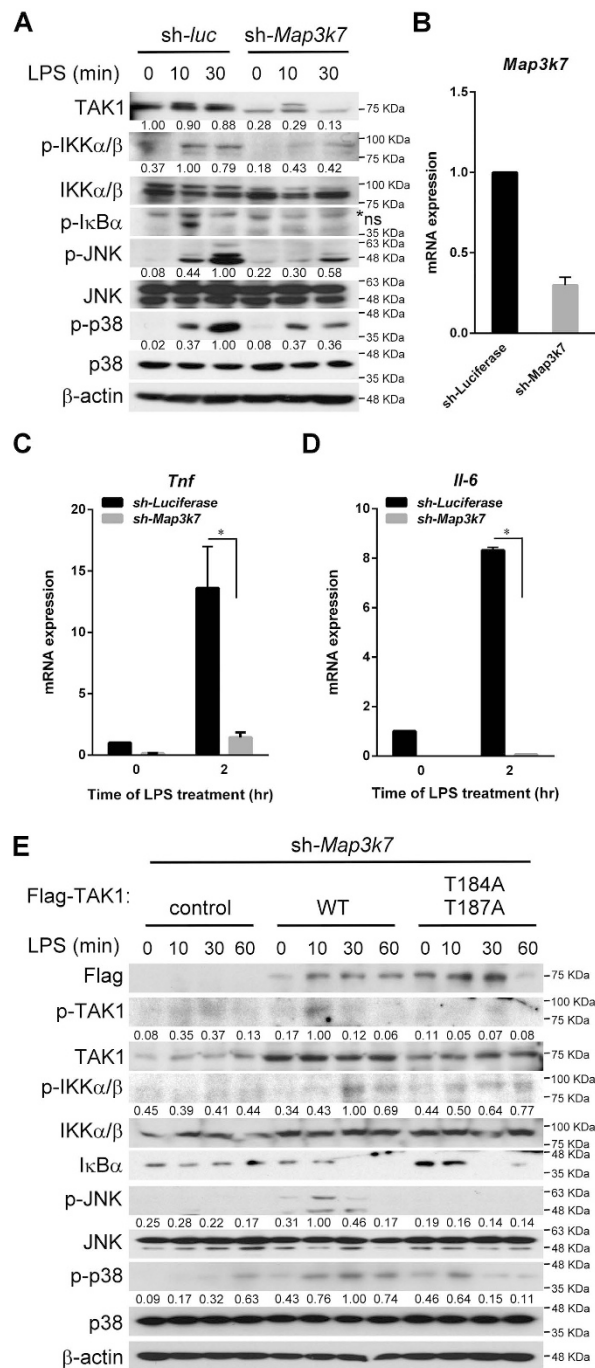 A
sh-luc sh-Map3k7
LPS (min) 0 10 30 0 10 30
TAK1 75 KDa
1.00 0.90 0.88 0.28 0.29 0.13
p-IKKα/β 100 KDa
75 KDa
0.37 1.00 0.79 0.18 0.43 0.42
IKKα/β 100 KDa
75 KDa
p-IκBα *ns
35 KDa
p-JNK 63 KDa
48 KDa
0.08 0.44 1.00 0.22 0.30 0.58
JNK 63 KDa
48 KDa
p-p38 48 KDa
35 KDa
0.02 0.37 1.00 0.08 0.37 0.36
p38 48 KDa
35 KDa
β-actin 48 KDa
B
Map3k7
mRNA expression
1.5
1.0
0.5
0.0
sh-Luciferase
sh-Map3k7
C
Tnf
sh-Luciferase
sh-Map3k7
*
mRNA expression
20
15
10
5
0
0 2
Time of LPS treatment (hr)
D
Il-6
sh-Luciferase
sh-Map3k7
*
mRNA expression
10
8
6
4
2
0
0 2
Time of LPS treatment (hr)
E
sh-Map3k7
Flag-TAK1: control WT T184A
T187A
LPS (min) 0 10 30 60 0 10 30 60 0 10 30 60
Flag 75 KDa
p-TAK1 100 KDa
75 KDa
0.08 0.35 0.37 0.13 0.17 1.00 0.12 0.06 0.11 0.05 0.07 0.08
TAK1 75 KDa
p-IKKα/β 100 KDa
75 KDa
0.45 0.39 0.41 0.44 0.34 0.43 1.00 0.69 0.44 0.50 0.64 0.77
IKKα/β 100 KDa
75 KDa
IκBα 48 KDa
35 KDa
p-JNK 63 KDa
48 KDa
0.25 0.28 0.22 0.17 0.31 1.00 0.46 0.17 0.19 0.16 0.14 0.14
JNK 63 KDa
48 KDa
p-p38 48 KDa
35 KDa
0.09 0.17 0.32 0.63 0.43 0.76 1.00 0.74 0.46 0.64 0.15 0.11
p38 48 KDa
35 KDa
β-actin 48 KDa